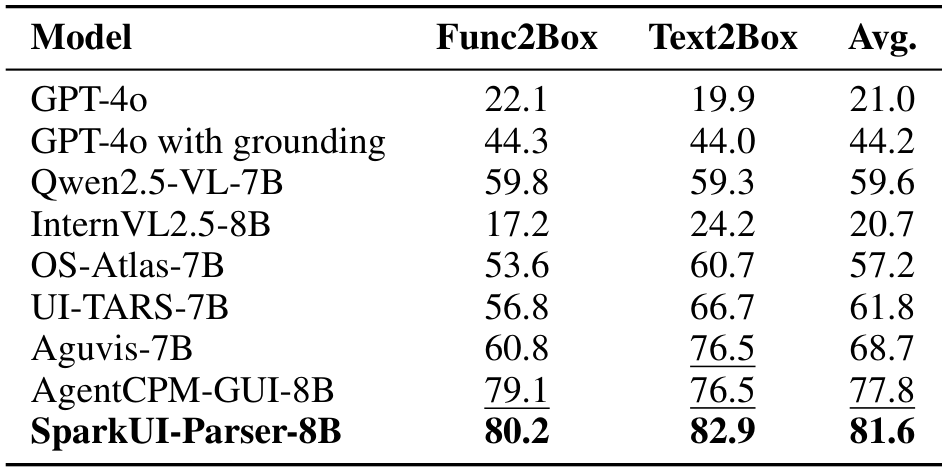 Model Func2Box Text2Box Avg.
GPT-4o 22.1 19.9 21.0
GPT-4o with grounding 44.3 44.0 44.2
Qwen2.5-VL-7B 59.8 59.3 59.6
InternVL2.5-8B 17.2 24.2 20.7
OS-Atlas-7B 53.6 60.7 57.2
UI-TARS-7B 56.8 66.7 61.8
Aguvis-7B 60.8 76.5 68.7
AgentCPM-GUI-8B 79.1 76.5 77.8
SparkUI-Parser-8B 80.2 82.9 81.6